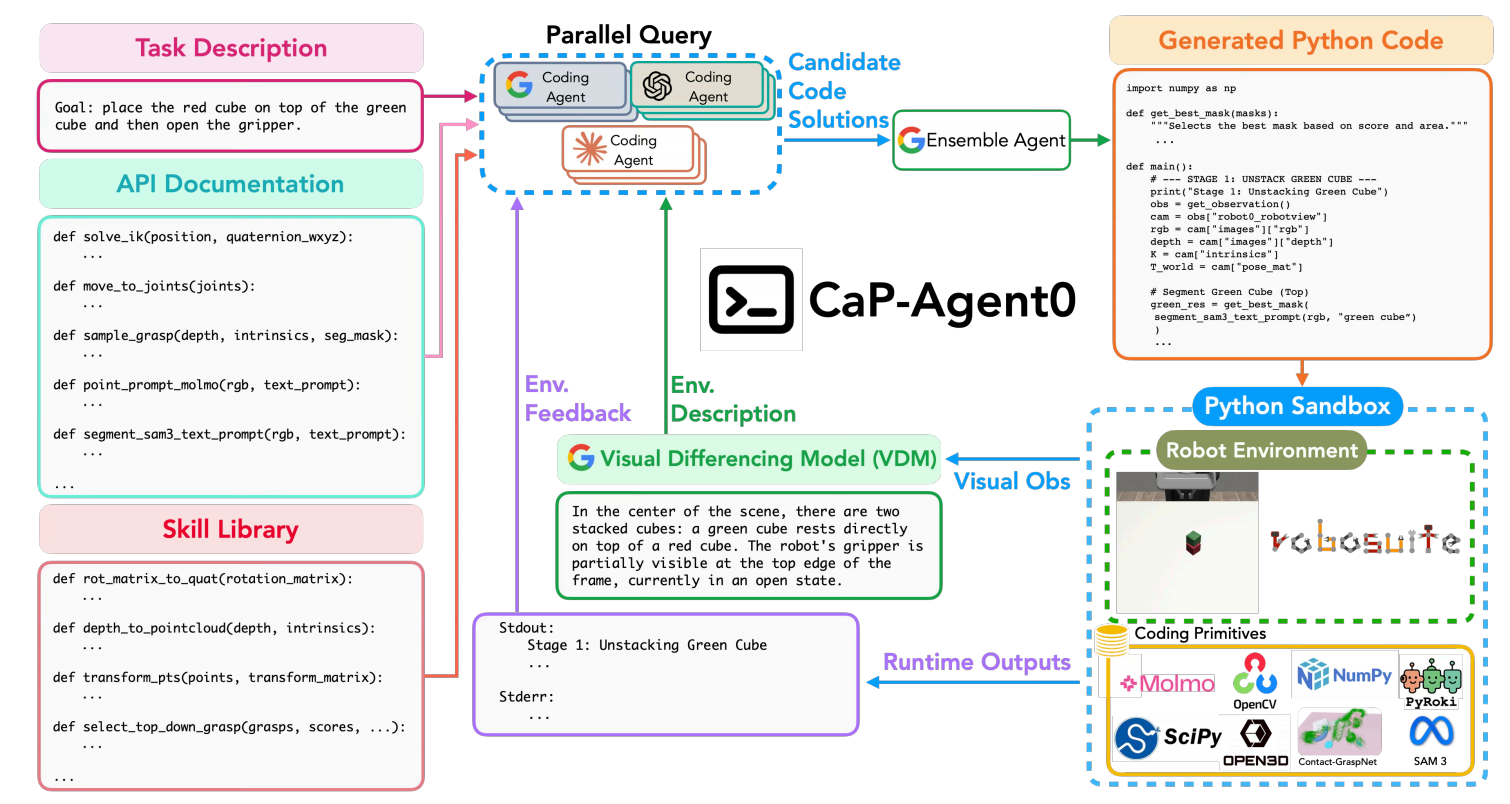 Task Description
Goal: place the red cube on top of the green
cube and then open the gripper.
API Documentation
def solve_ik(position, quaternion_wxyz):
...
def move_to_joints(joints):
...
def sample_grasp(depth, intrinsics, seg_mask):
...
def point_prompt_molmo(rgb, text_prompt):
...
def segment_sam3_text_prompt(rgb, text_prompt):
...
...
Skill Library
def rot_matrix_to_quat(rotation_matrix):
...
def depth_to_pointcloud(depth, intrinsics):
...
def transform_pts(points, transform_matrix):
...
def select_top_down_grasp(grasps, scores, ...):
...
...
Parallel Query
Coding
Agent
Coding
Agent
Coding
Agent
Candidate
Code
Solutions
Ensemble Agent
CaP-Agent0
Env.
Feedback
Env.
Description
Visual Differencing Model (VDM)
In the center of the scene, there are two
stacked cubes: a green cube rests directly
on top of a red cube. The robot's gripper is
partially visible at the top edge of the
frame, currently in an open state.
Stdout:
Stage 1: Unstacking Green Cube
...
Stderr:
...
Visual Obs
Runtime Outputs
Generated Python Code
import numpy as np
def get_best_mask(masks):
"""Selects the best mask based on score and area."""
...
def main():
# --- STAGE 1: UNSTACK GREEN CUBE ---
print("Stage 1: Unstacking Green Cube")
obs = get_observation()
cam = obs["robot0_robotview"]
rgb = cam["images"]["rgb"]
depth = cam["images"]["depth"]
K = cam["intrinsics"]
T_world = cam["pose_mat"]
# Segment Green Cube (Top)
green_res = get_best_mask(
segment_sam3_text_prompt(rgb, "green cube”)
)
...
Python Sandbox
Robot Environment
robosuite
Coding Primitives
Molmo
OpenCV
NumPy
PyRoki
SciPy
OPEN3D
Contact-GraspNet
SAM 3